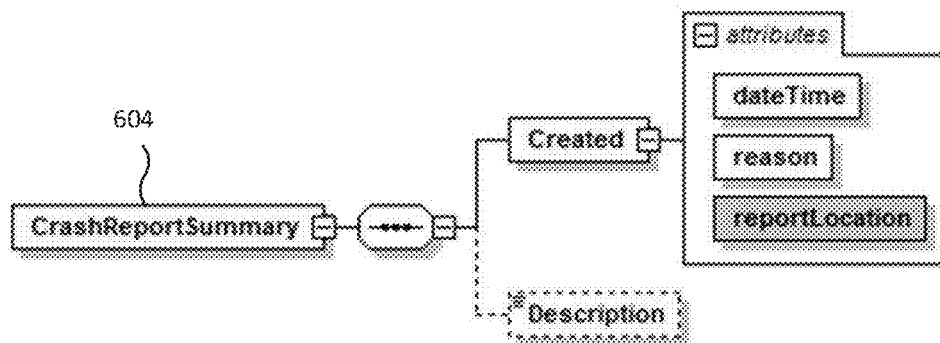 attributes
dateTime
604
Created
reason
CrashReportSummary
reportLocation
Description